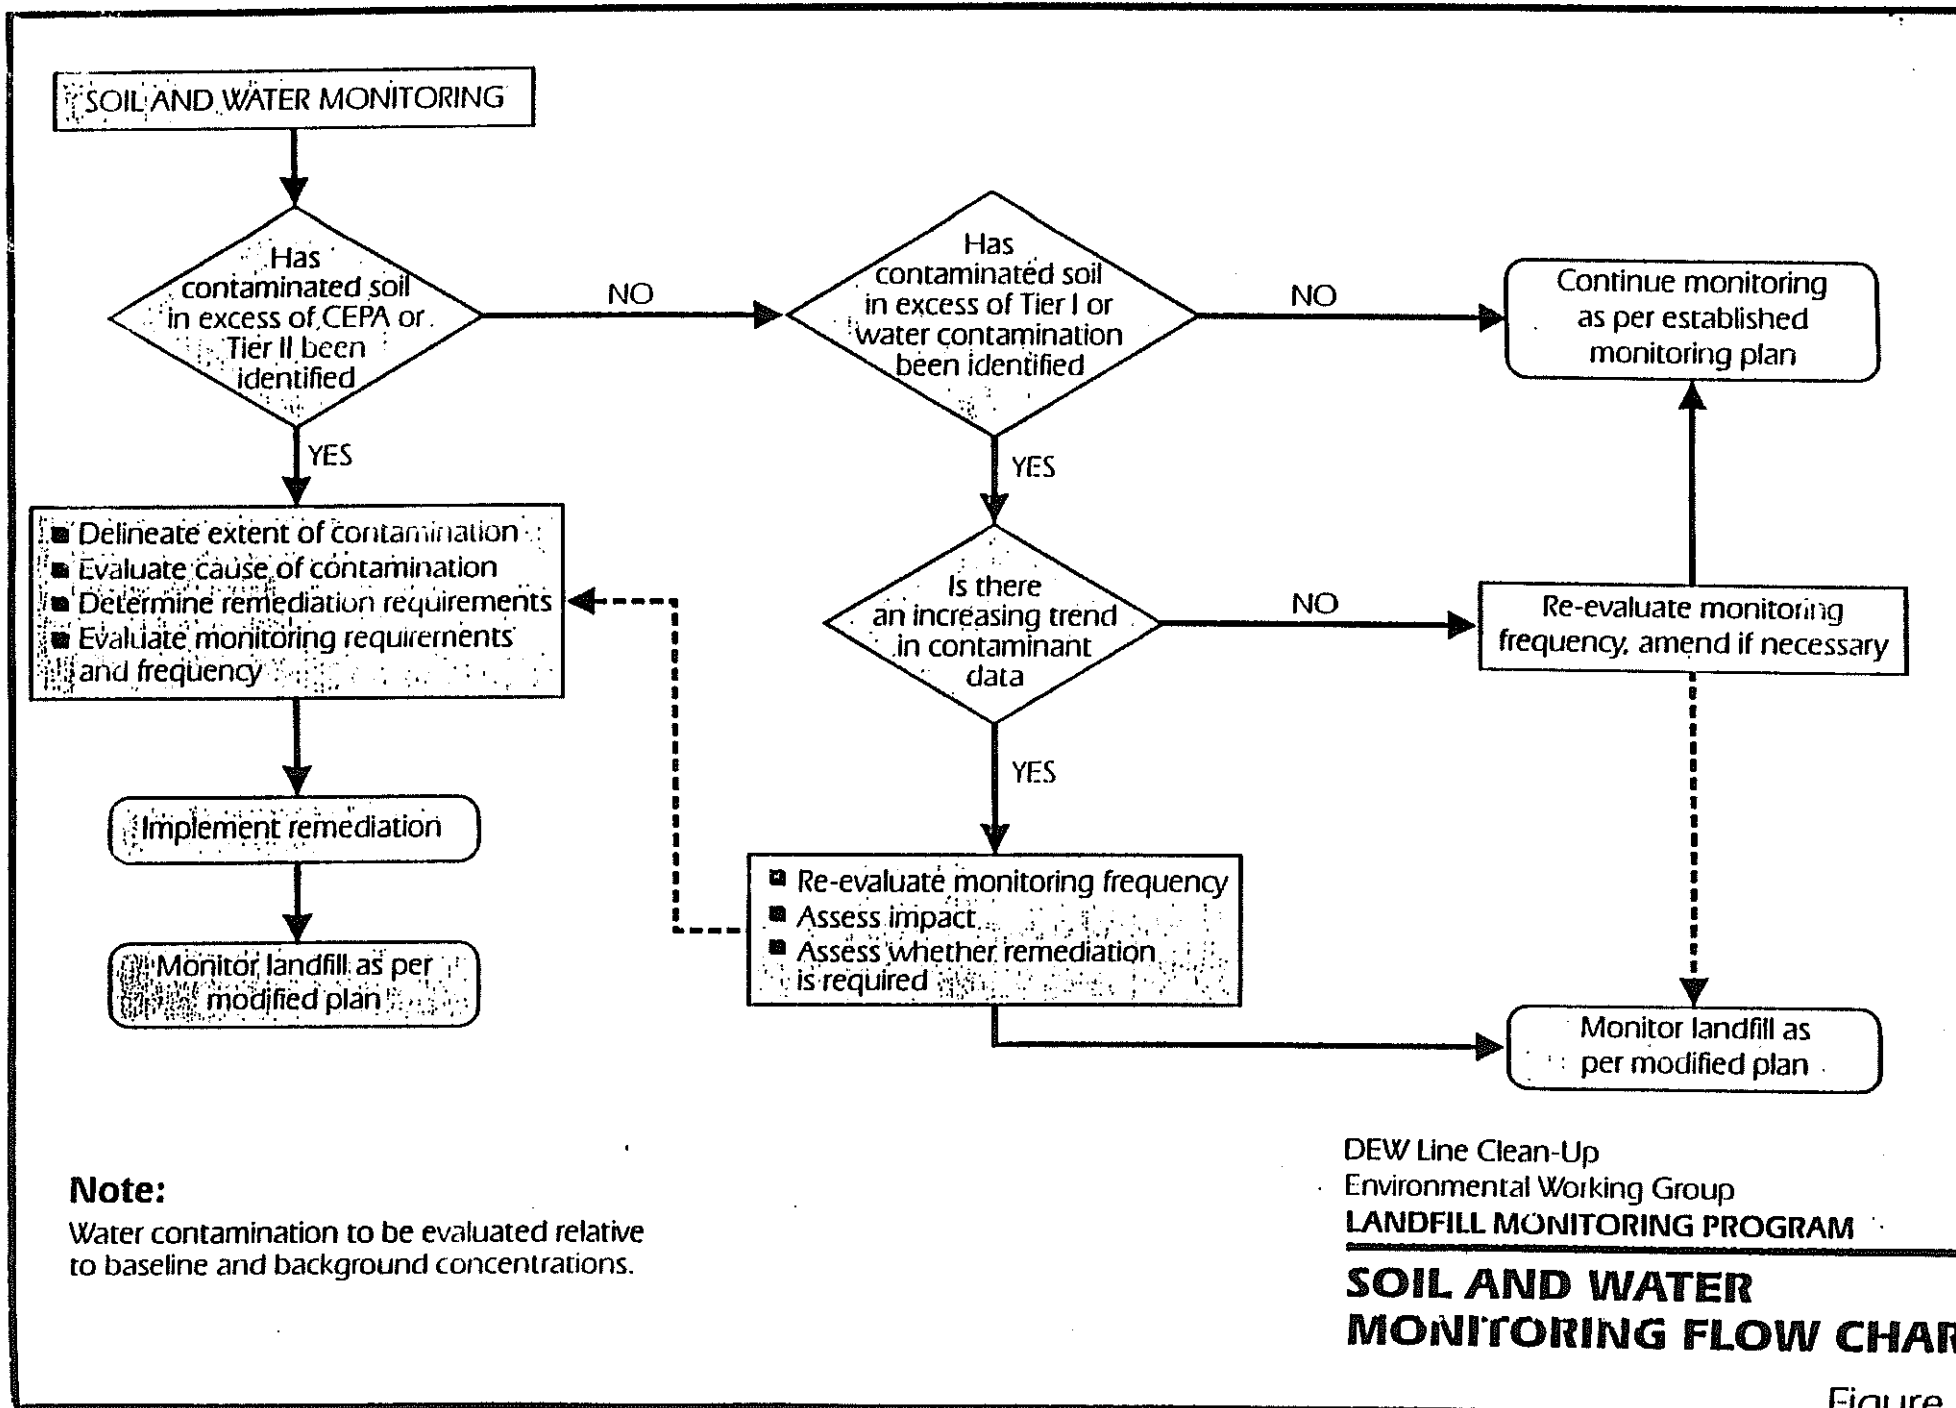 SOIL AND WATER MONITORING
Has
contaminated soil
in excess of CEPA or
Tier II been
identified
NO
Has
contaminated soil
in excess of Tier I or
water contamination
been identified
NO
Continue monitoring
as per established
monitoring plan
YES
YES
■ Delineate extent of contamination
■ Evaluate cause of contamination
■ Determine remediation requirements
■ Evaluate monitoring requirements
and frequency
Is there
an increasing trend
in contaminant
data
NO
Re-evaluate monitoring
frequency, amend if necessary
YES
Implement remediation
■ Re-evaluate monitoring frequency
■ Assess impact
■ Assess whether remediation
is required
Monitor landfill as per
modified plan
Monitor landfill as
per modified plan
Note:
Water contamination to be evaluated relative
to baseline and background concentrations.
DEW Line Clean-Up
Environmental Working Group
LANDFILL MONITORING PROGRAM
SOIL AND WATER
MONITORING FLOW CHAR
Figure